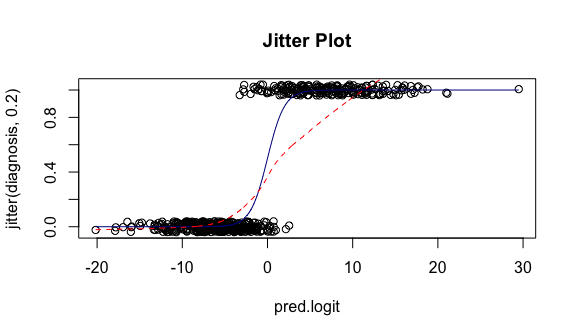 Jitter Plot
jitter(diagnosis, 0.2)
0.8
0.4
0.0
-20 -10 0 10 20 30
pred.logit